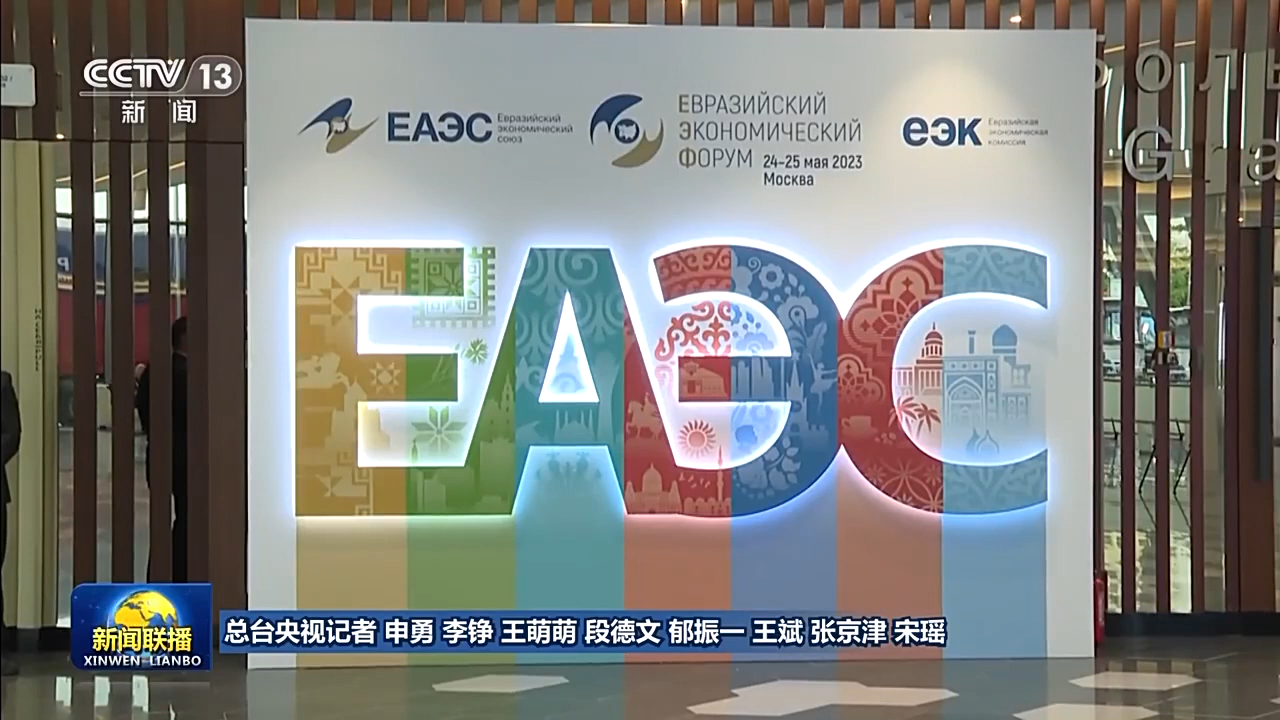 CCTV 13
新闻
ЕАЭС
Евразийский
экономический
союз
ЕВРАЗИЙСКИЙ
ЭКОНОМИЧЕСКИЙ
ФОРУМ
24-25 мая 2023
Москва
еэк
Евразийская
экономическая
комиссия
Gra
ЕАЭС
新闻联播
XINWEN LIANBO
总台央视记者 申勇 李铮 王萌萌 段德文 郁振一 王斌 张京津 宋瑶